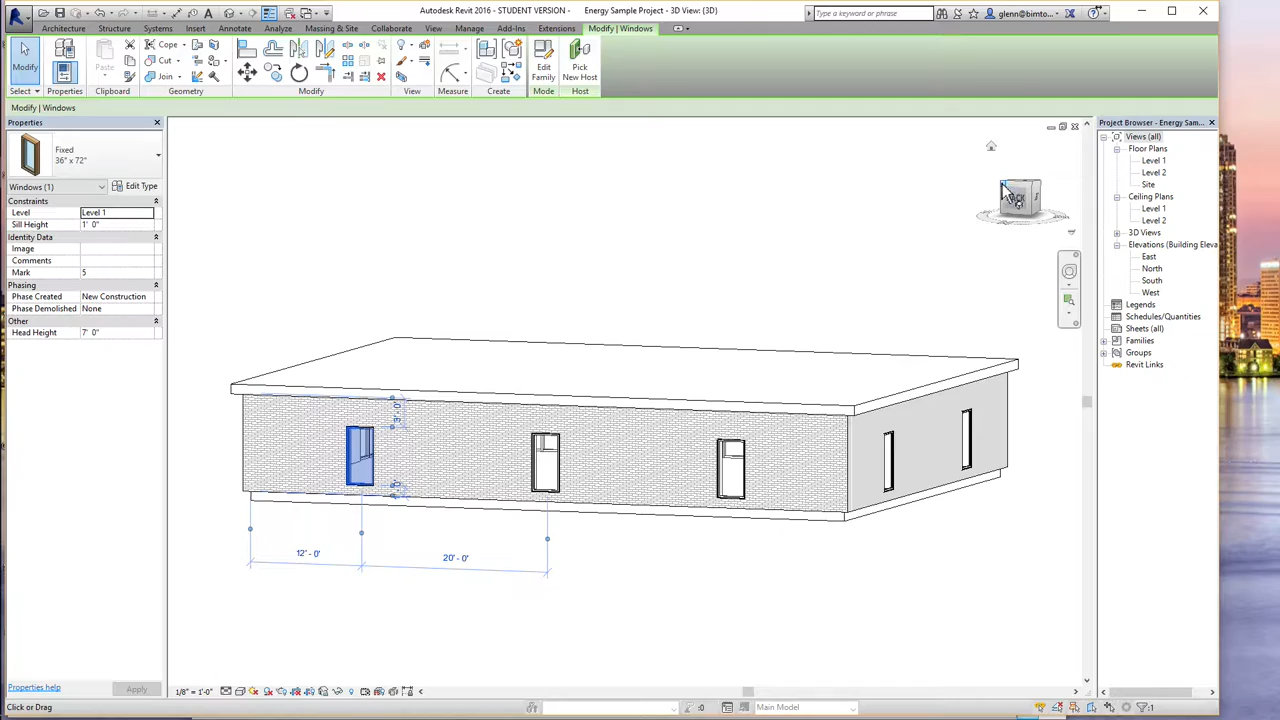 Autodesk Revit 2016 - STUDENT VERSION - Energy Sample Project - 3D View: {3D}
Type a keyword or phrase
glenn@bimto...
Architecture Structure Systems Insert Annotate Analyze Massing & Site Collaborate View Manage Add-Ins Extensions Modify | Windows
Modify
Paste
Cope
Cut
Join
Edit Family
Pick New Host
Select Properties Clipboard Geometry Modify View Measure Create Mode Host
Modify | Windows
Properties
Fixed
36" x 72"
Windows (1)
Edit Type
Constraints
Level Level 1
Sill Height 1' 0"
Identity Data
Image
Comments
Mark 5
Phasing
Phase Created New Construction
Phase Demolished None
Other
Head Height 7' 0"
Properties help
Apply
BACK
3' - 0"
12' - 0"
20' - 0"
Project Browser - Energy Sam...
Views (all)
Floor Plans
Level 1
Level 2
Site
Ceiling Plans
Level 1
Level 2
3D Views
Elevations (Building Eleva
East
North
South
West
Legends
Schedules/Quantities
Sheets (all)
Families
Groups
Revit Links
1/8" = 1'-0"
Click or Drag
:0
Main Model
:1